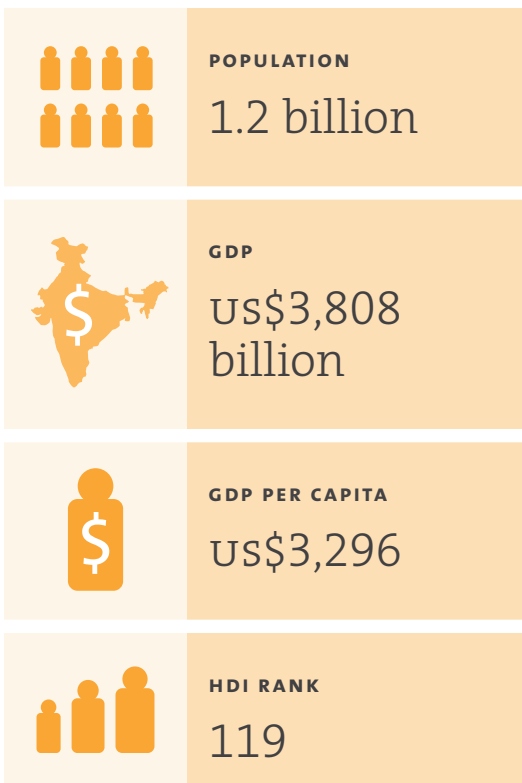 POPULATION
1.2 billion
$
GDP
US$3,808
billion
$
GDP PER CAPITA
US$3,296
HDI RANK
119